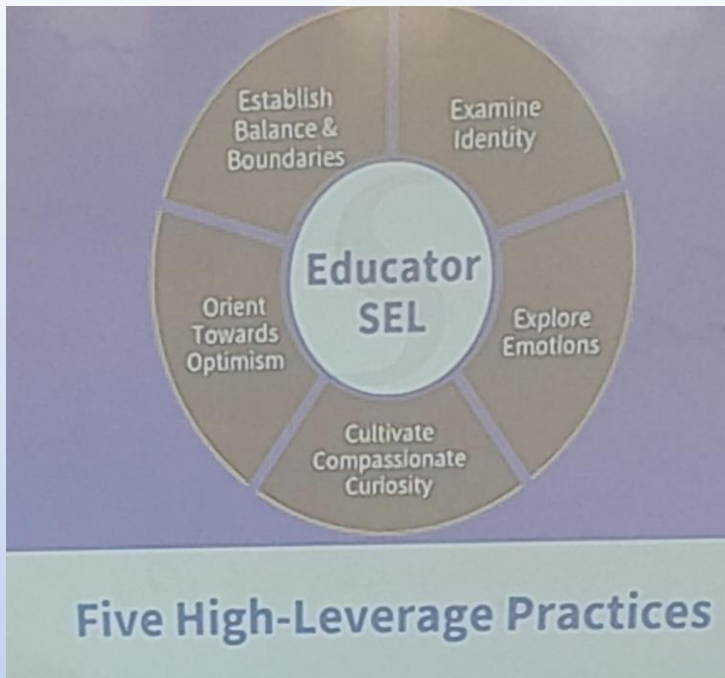 Establish
Balance &
Boundaries
Examine
Identity
Educator
SEL
Orient
Towards
Optimism
Explore
Emotions
Cultivate
Compassionate
Curiosity
Five High-Leverage Practices